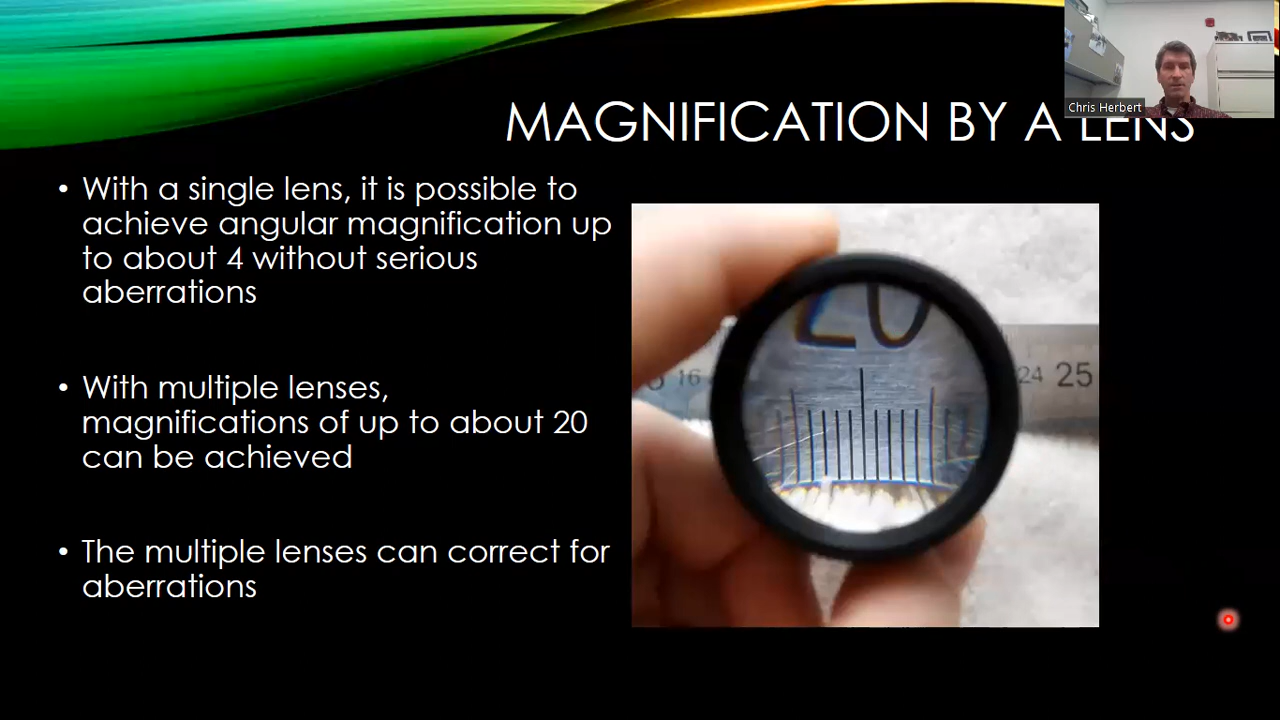 Chris Herbert
MAGNIFICATION BY A LENS
• With a single lens, it is possible to
achieve angular magnification up
to about 4 without serious
aberrations
• With multiple lenses,
magnifications of up to about 20
can be achieved
• The multiple lenses can correct for
aberrations
20
16
24 25